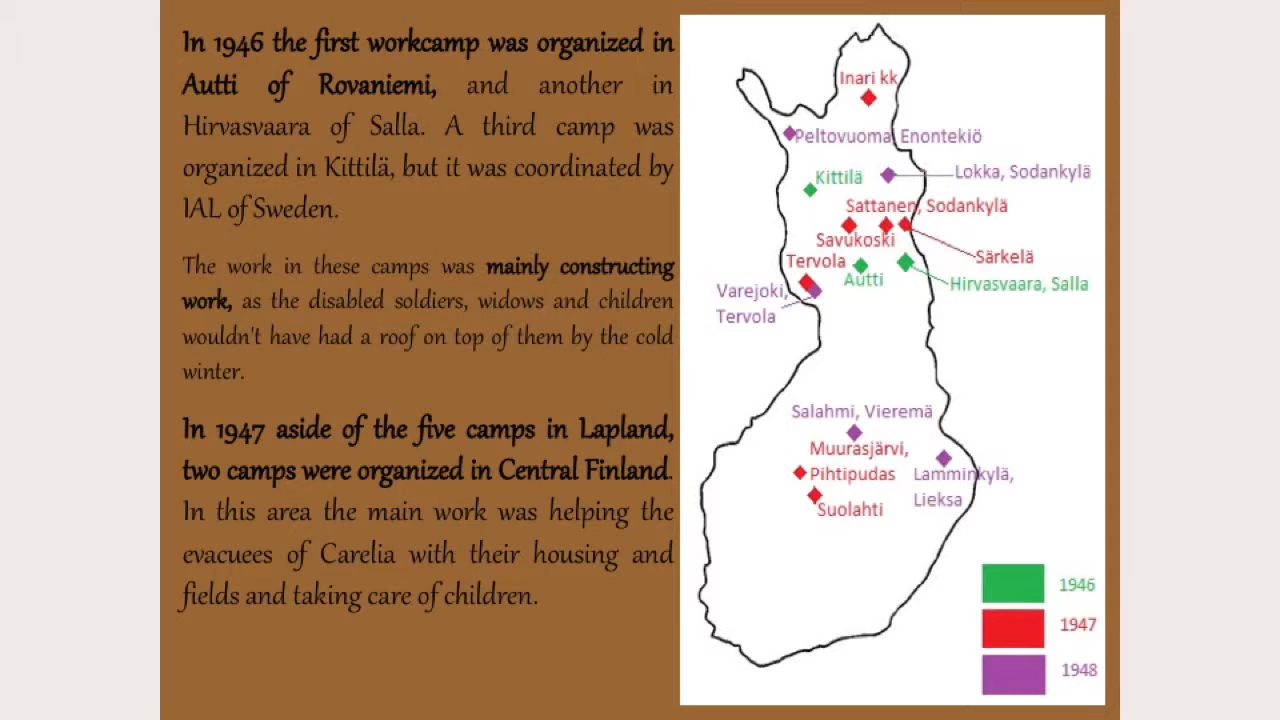 In 1946 the first workcamp was organized in
Autti of Rovaniemi, and another in
Hirvasvaara of Salla. A third camp was
organized in Kittilä, but it was coordinated by
IAL of Sweden.
The work in these camps was mainly constructing
work, as the disabled soldiers, widows and children
wouldn't have had a roof on top of them by the cold
winter.
In 1947 aside of the five camps in Lapland,
two camps were organized in Central Finland.
In this area the main work was helping the
evacuees of Carelia with their housing and
fields and taking care of children.
Inari kk
Peltovuoma, Enontekiö
Lokka, Sodankylä
Kittilä
Sattanen, Sodankylä
Savukoski
Särkelä
Tervola
Autti
Hirvasvaara, Salla
Varejoki,
Tervola
Salahmi, Vieremä
Muurasjärvi,
Pihtipudas
Lamminkylä,
Lieksa
Suolahti
1946
1947
1948